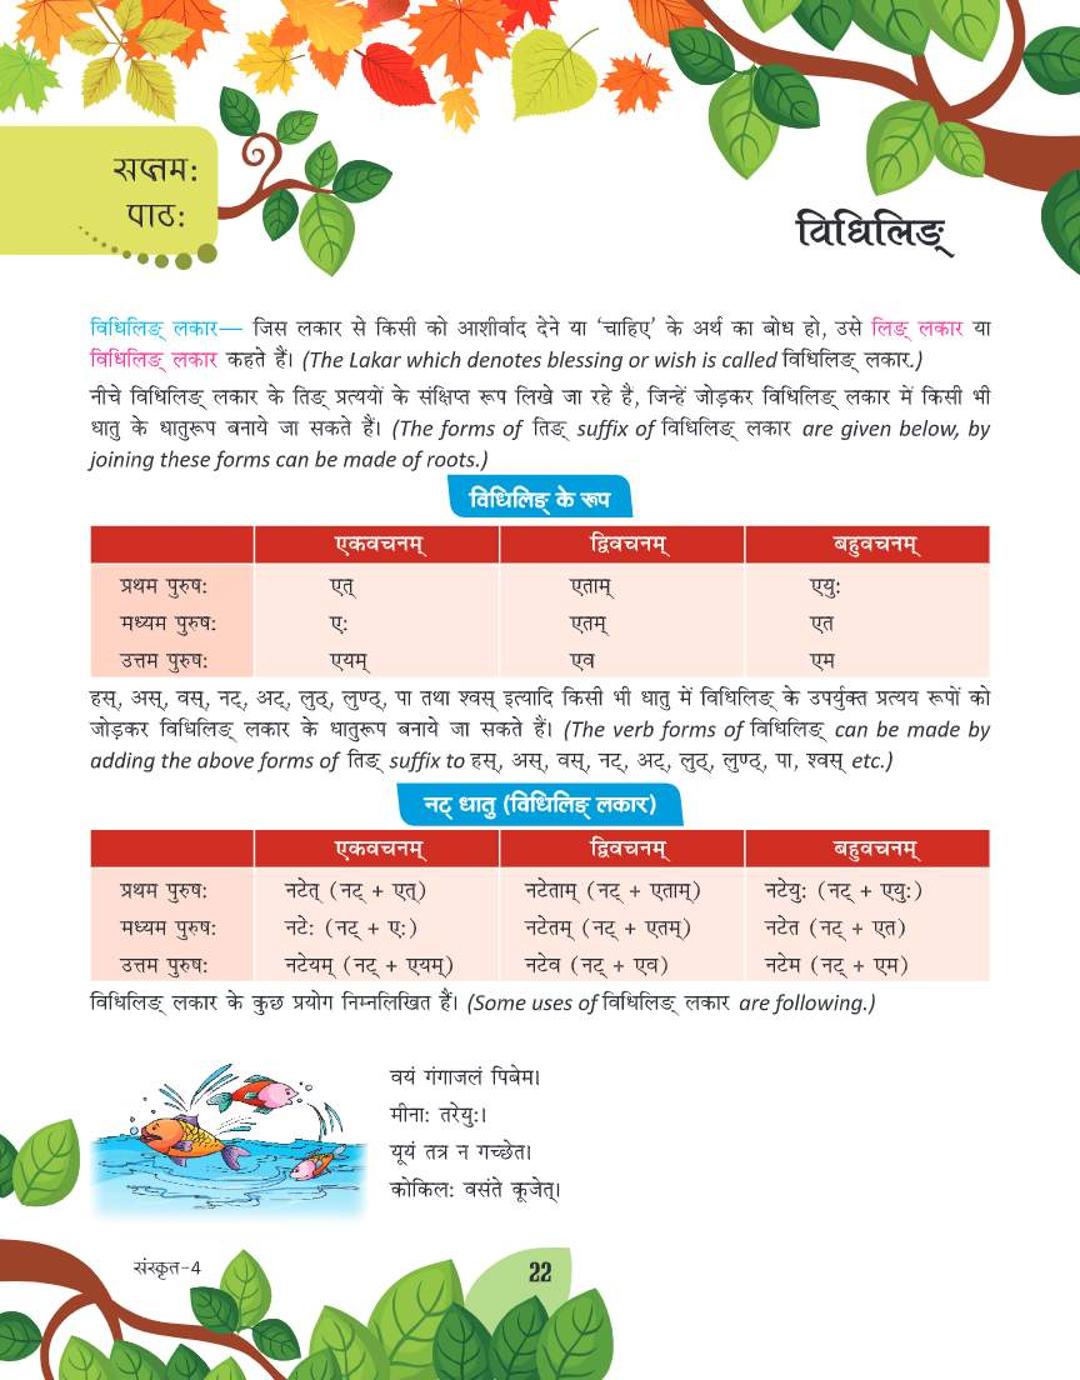 सप्तम:
पाठ:
विधिलिङ्
विधिलिङ् लकार— जिस लकार से किसी को आशीर्वाद देने या ‘चाहिए’ के अर्थ का बोध हो, उसे लिङ् लकार या
विधिलिङ् लकार कहते हैं। (The Lakar which denotes blessing or wish is called विधिलिङ् लकार.)
नीचे विधिलिङ् लकार के तिङ् प्रत्ययों के संक्षिप्त रूप लिखे जा रहे है, जिन्हें जोड़कर विधिलिङ् लकार में किसी भी
धातु के धातुरूप बनाये जा सकते हैं। (The forms of तिङ् suffix of विधिलिङ् लकार are given below, by
joining these forms can be made of roots.)
विधिलिङ् के रूप
एकवचनम् द्विवचनम् बहुवचनम्
प्रथम पुरुष: एत् एताम् एयु:
मध्यम पुरुष: ए: एतम् एत
उत्तम पुरुष: एयम् एव एम
हस्, अस्, वस्, नट्, अट्, लुठ्, लुण्ठ्, पा तथा श्वस् इत्यादि किसी भी धातु में विधिलिङ् के उपर्युक्त प्रत्यय रूपों को
जोड़कर विधिलिङ् लकार के धातुरूप बनाये जा सकते हैं। (The verb forms of विधिलिङ् can be made by
adding the above forms of तिङ् suffix to हस्, अस्, वस्, नट्, अट्, लुठ्, लुण्ठ्, पा, श्वस् etc.)
नट् धातु (विधिलिङ् लकार)
एकवचनम् द्विवचनम् बहुवचनम्
प्रथम पुरुष: नटेत् (नट् + एत्) नटेताम् (नट् + एताम्) नटेयु: (नट् + एयु:)
मध्यम पुरुष: नटे: (नट् + ए:) नटेतम् (नट् + एतम्) नटेत (नट् + एत)
उत्तम पुरुष: नटेयम् (नट् + एयम्) नटेव (नट् + एव) नटेम (नट् + एम)
विधिलिङ् लकार के कुछ प्रयोग निम्नलिखित हैं। (Some uses of विधिलिङ् लकार are following.)
वयं गंगाजलं पिबेम।
मीना: तरेयु:।
यूयं तत्र न गच्छेत।
कोकिल: वसंते कूजेत्।
संस्कृत-4
22